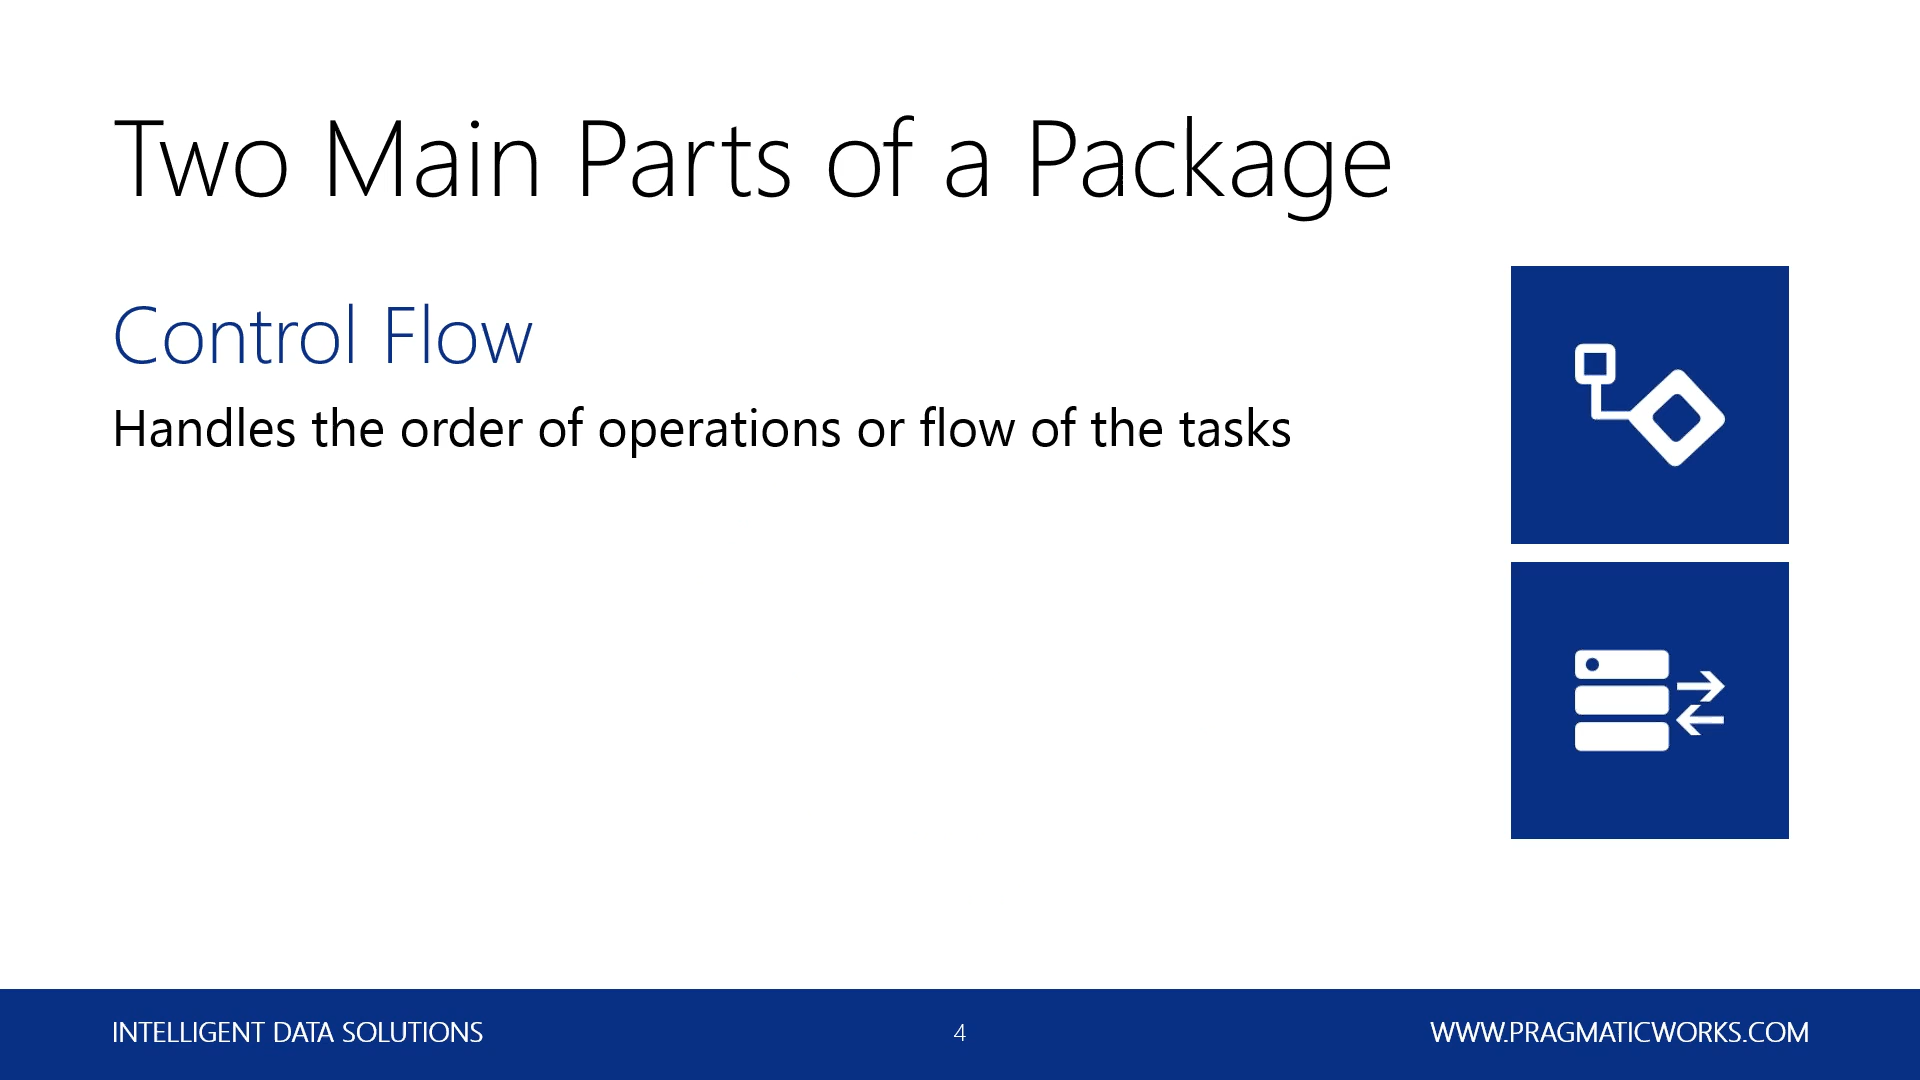 Two Main Parts of a Package
Control Flow
Handles the order of operations or flow of the tasks
INTELLIGENT DATA SOLUTIONS
4
WWW.PRAGMATICWORKS.COM